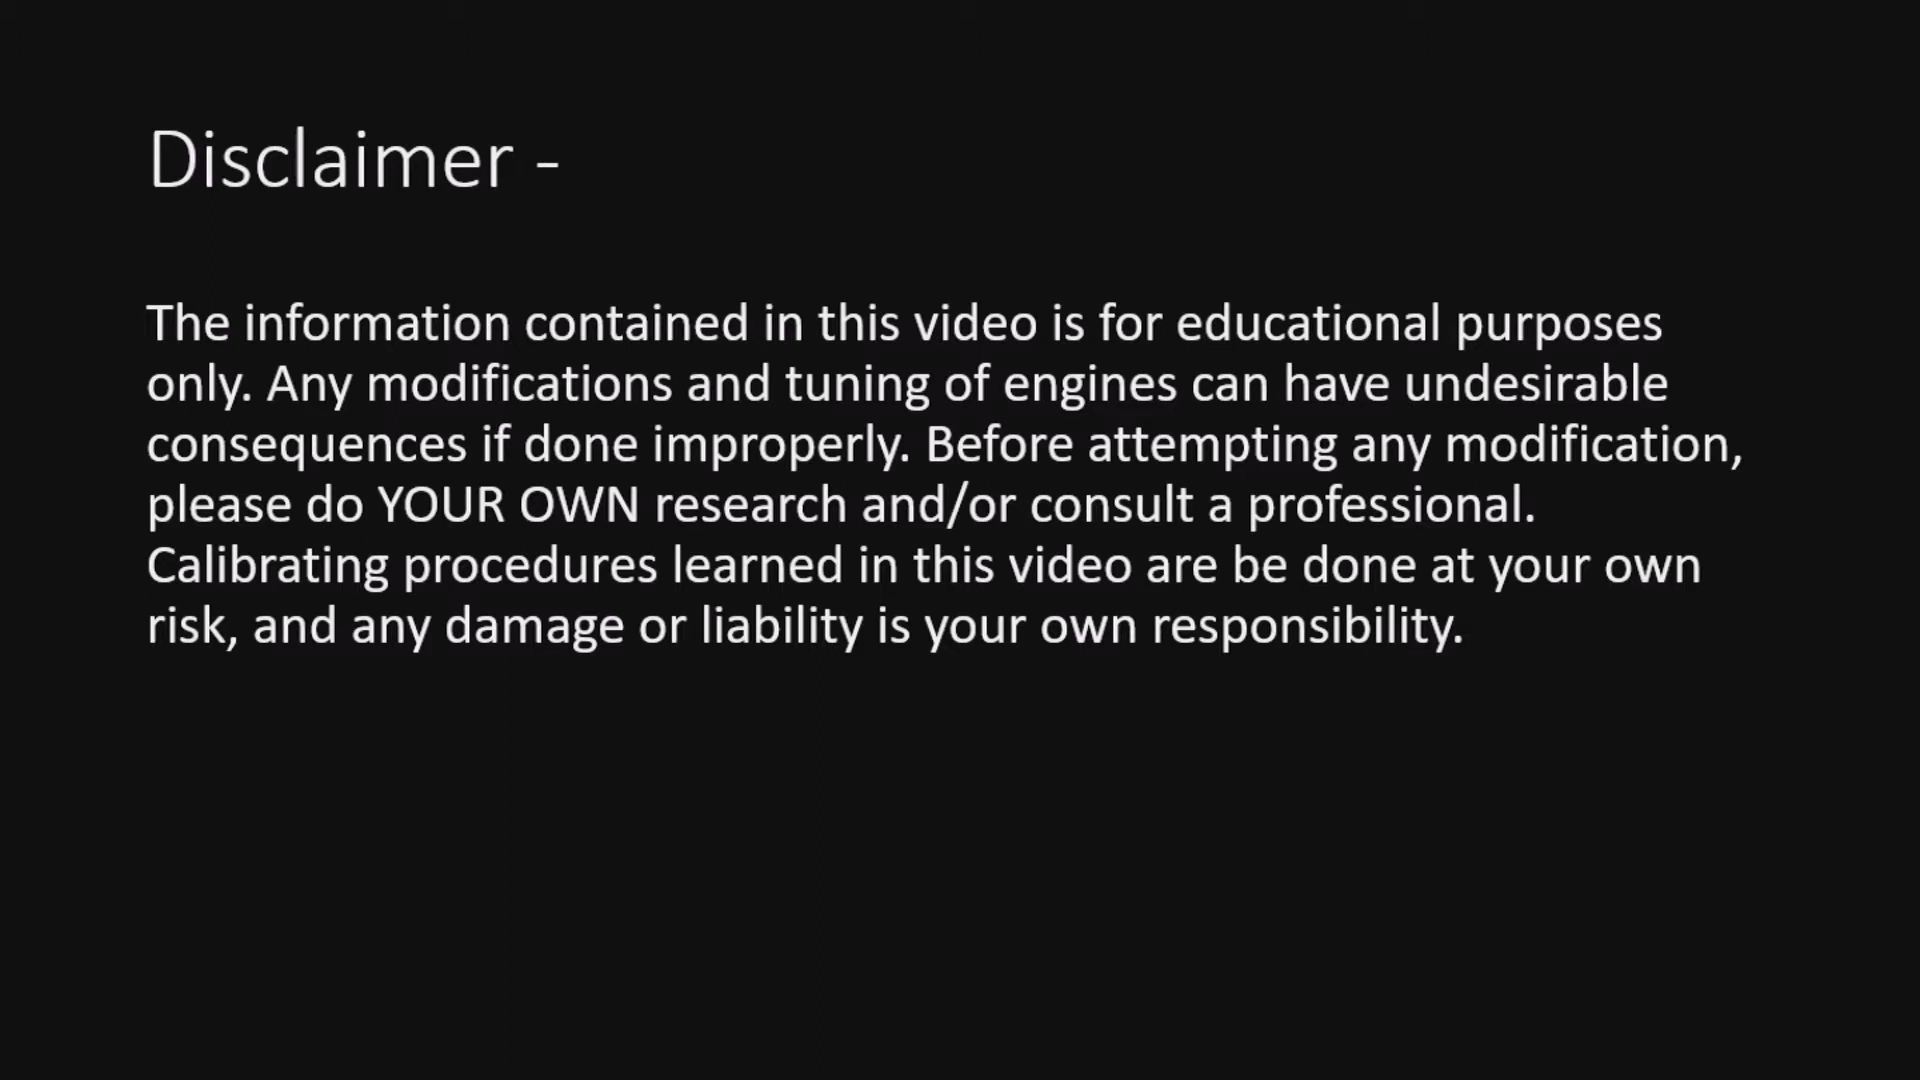 Disclaimer -
The information contained in this video is for educational purposes
only. Any modifications and tuning of engines can have undesirable
consequences if done improperly. Before attempting any modification,
please do YOUR OWN research and/or consult a professional.
Calibrating procedures learned in this video are be done at your own
risk, and any damage or liability is your own responsibility.